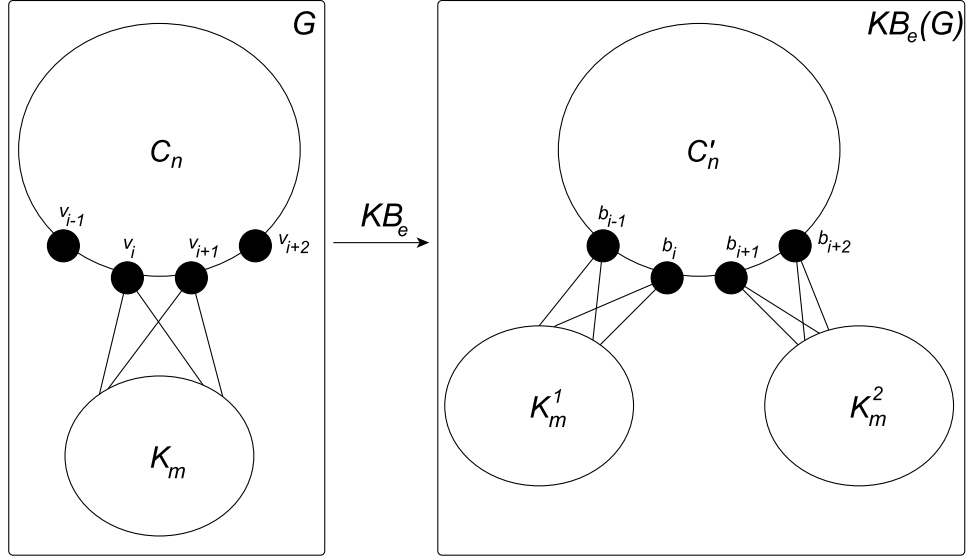 G
C_n
v_{i-1}
v_i
v_{i+1}
v_{i+2}
K_m
KB_e
KB_e(G)
C'_n
b_{i-1}
b_i
b_{i+1}
b_{i+2}
K_m^1
K_m^2